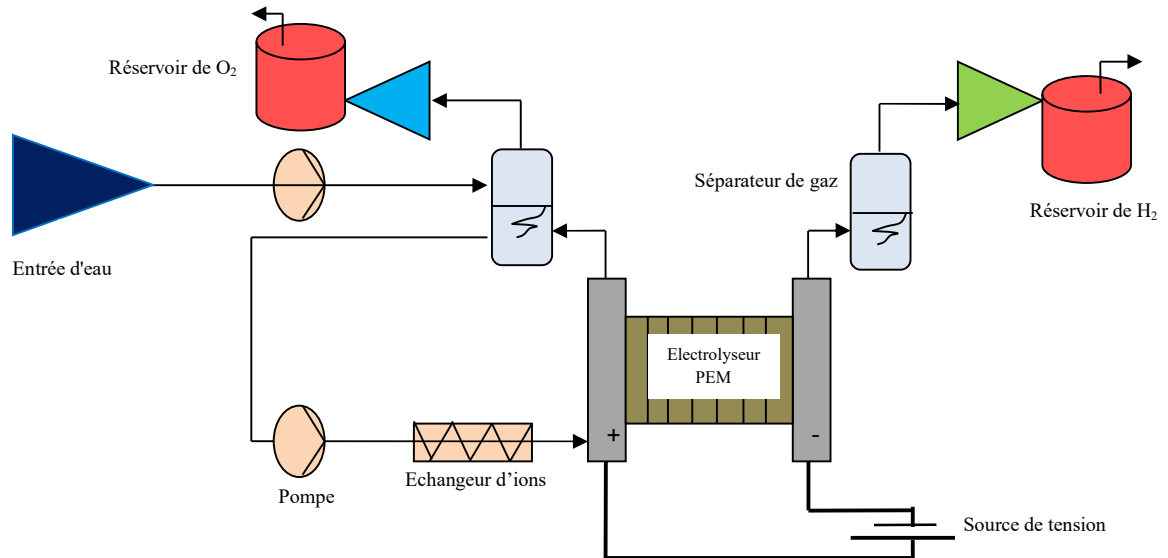 Réservoir de O2
Séparateur de gaz
Réservoir de H2
Entrée d'eau
Electrolyseur
PEM
+
-
Echangeur d’ions
Pompe
Source de tension